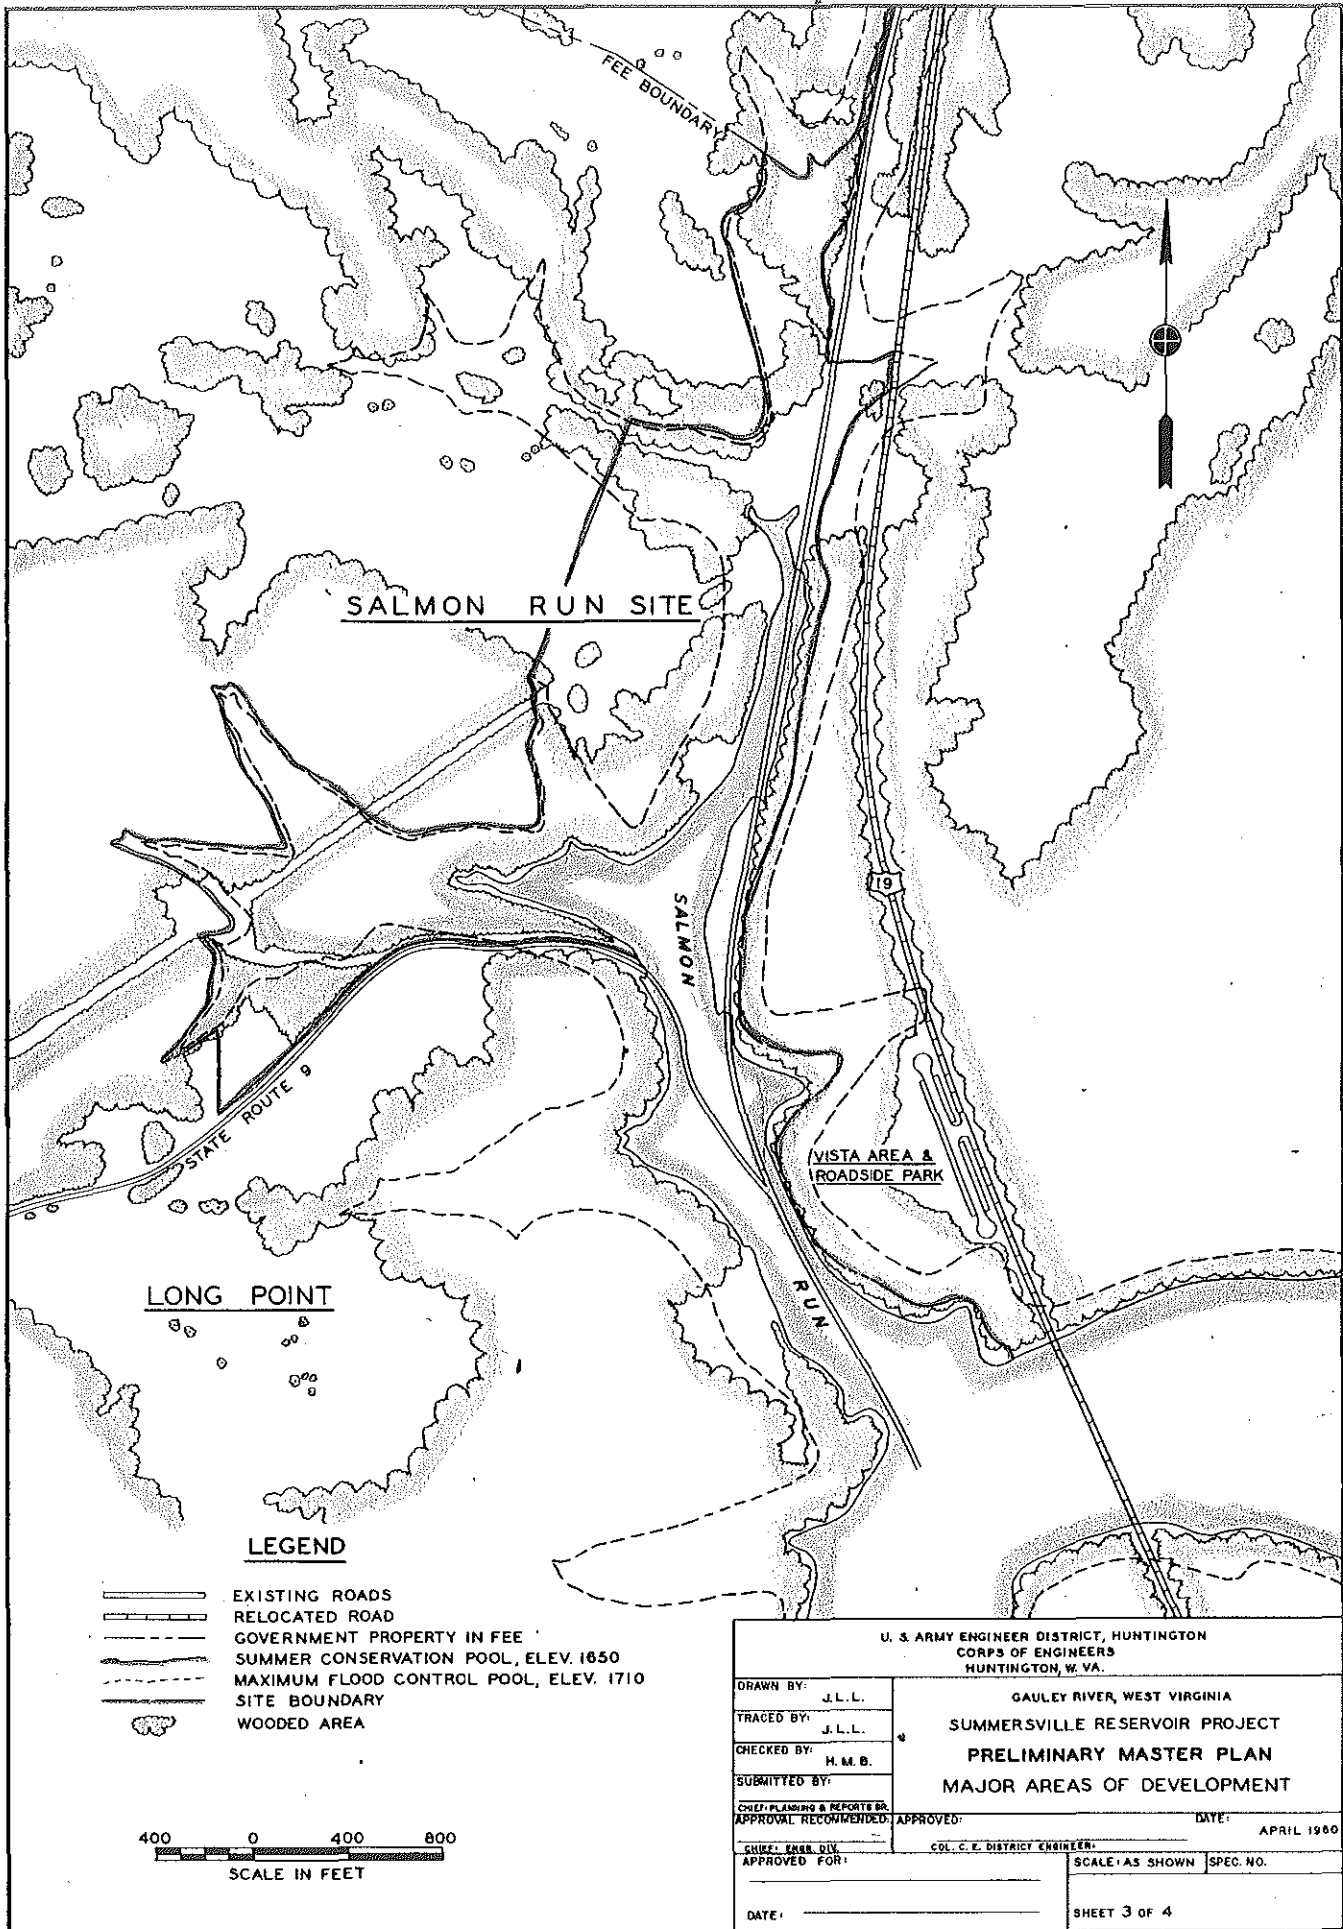 FEE BOUNDARY
SALMON RUN SITE
19
SALMON
STATE ROUTE 9
VISTA AREA &
ROADSIDE PARK
LONG POINT
RUN
LEGEND
EXISTING ROADS
RELOCATED ROAD
GOVERNMENT PROPERTY IN FEE
SUMMER CONSERVATION POOL, ELEV. 1650
MAXIMUM FLOOD CONTROL POOL, ELEV. 1710
SITE BOUNDARY
WOODED AREA
400 0 400 800
SCALE IN FEET
U. S. ARMY ENGINEER DISTRICT, HUNTINGTON
CORPS OF ENGINEERS
HUNTINGTON, W. VA.
DRAWN BY:
J.L.L.
TRACED BY:
J.L.L.
CHECKED BY:
H.M.B.
SUBMITTED BY:
CHIEF: PLANNING & REPORTS BR.
GAULEY RIVER, WEST VIRGINIA
SUMMERSVILLE RESERVOIR PROJECT
PRELIMINARY MASTER PLAN
MAJOR AREAS OF DEVELOPMENT
APPROVAL RECOMMENDED: APPROVED: DATE:
APRIL 1960
CHIEF: ENGR. DIV. COL. C. E. DISTRICT ENGINEER:
APPROVED FOR: SCALE: AS SHOWN SPEC. NO.
DATE: SHEET 3 OF 4